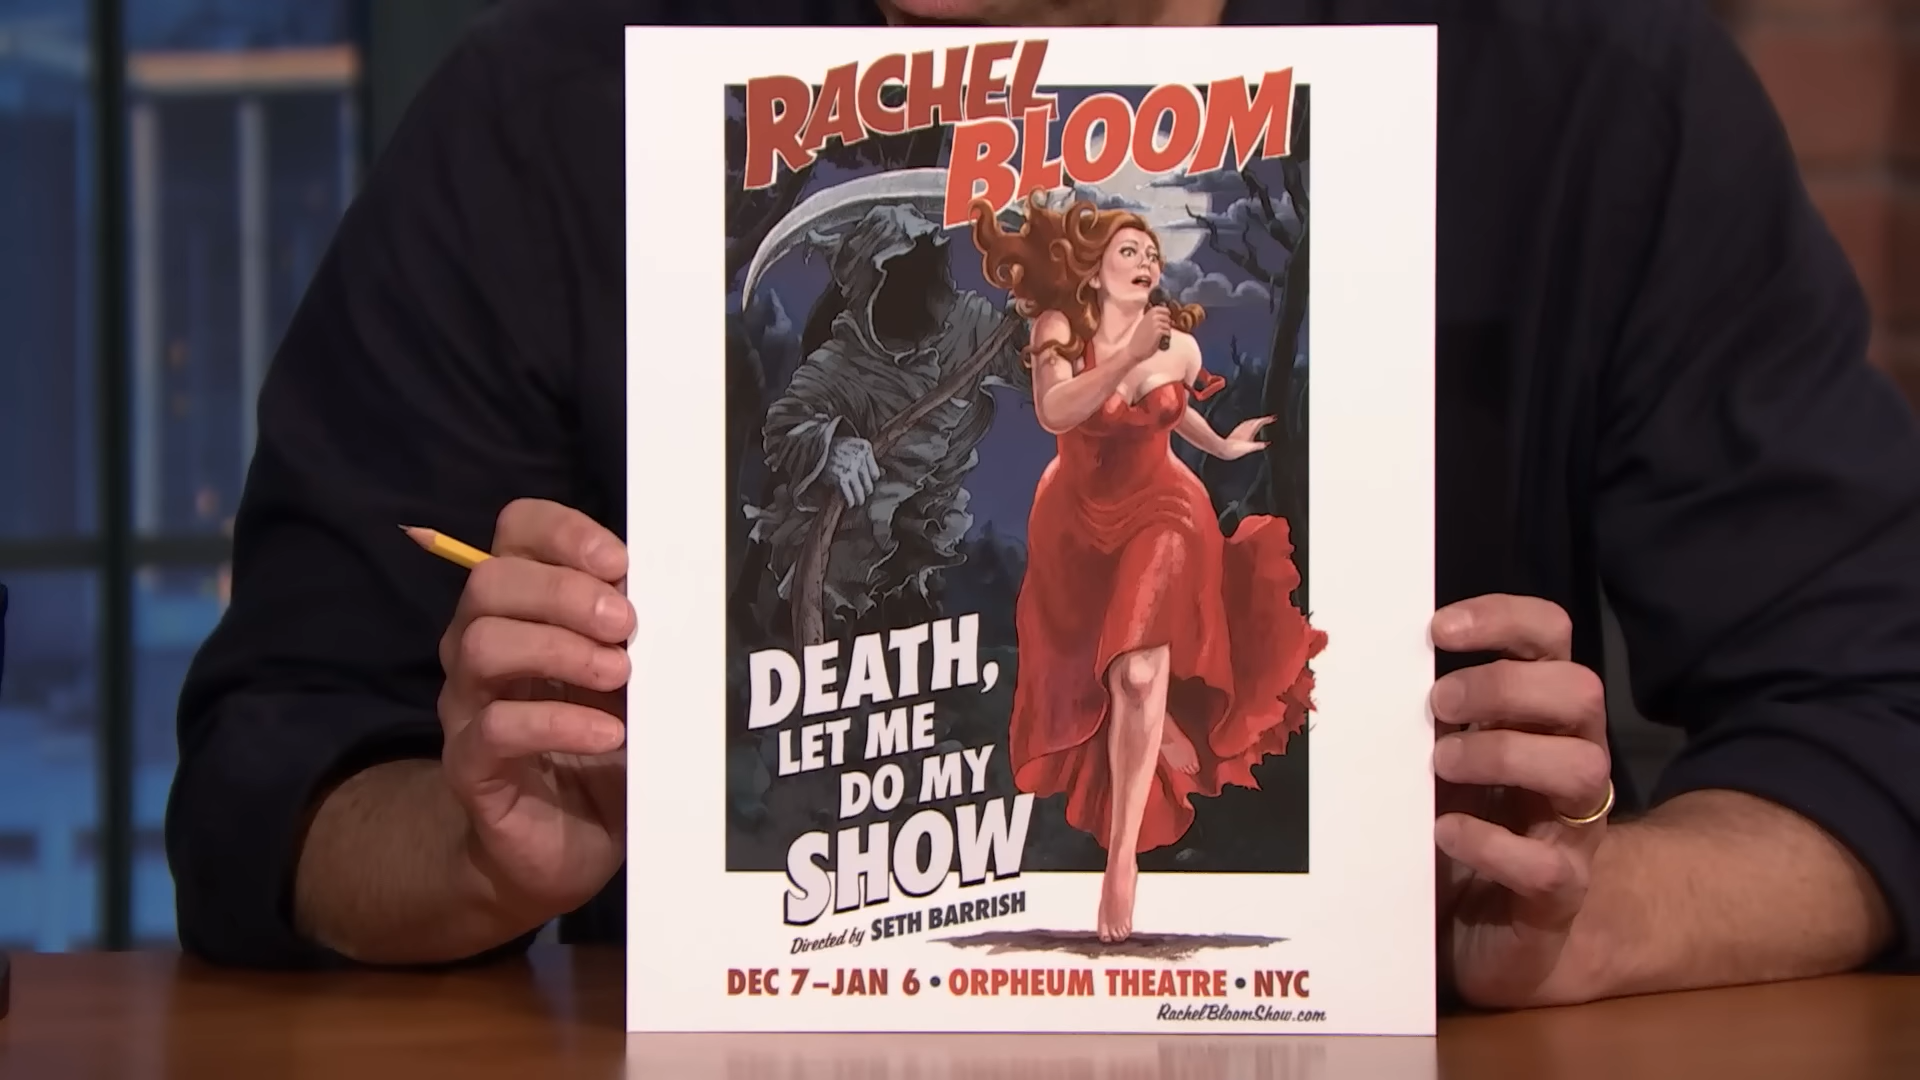 RACHEL
BLOOM
DEATH,
LET ME
DO MY
SHOW
Directed by SETH BARRISH
DEC 7–JAN 6 • ORPHEUM THEATRE • NYC
RachelBloomShow.com